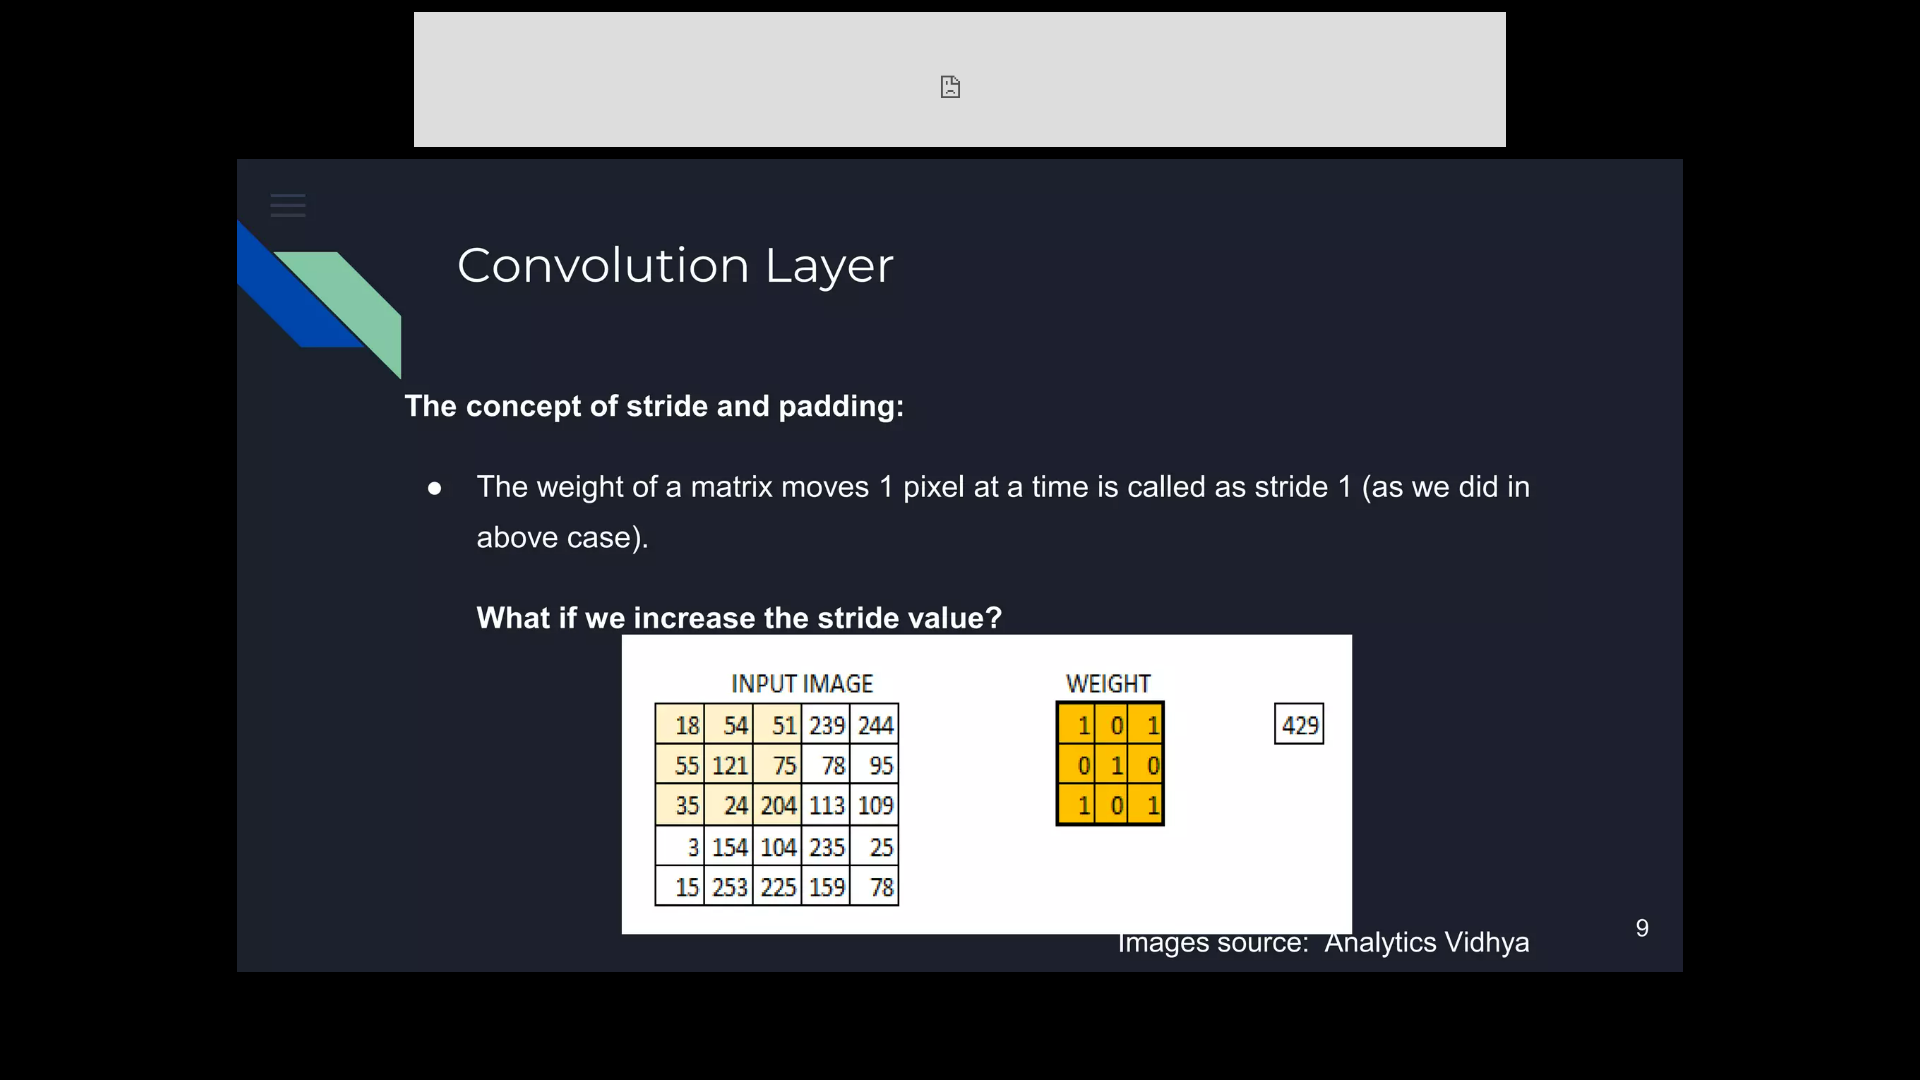 Convolution Layer
The concept of stride and padding:
● The weight of a matrix moves 1 pixel at a time is called as stride 1 (as we did in
above case).
What if we increase the stride value?
INPUT IMAGE WEIGHT
18 54 51 239 244 1 0 1 429
55 121 75 78 95 0 1 0
35 24 204 113 109 1 0 1
3 154 104 235 25
15 253 225 159 78
Images source: Analytics Vidhya
9